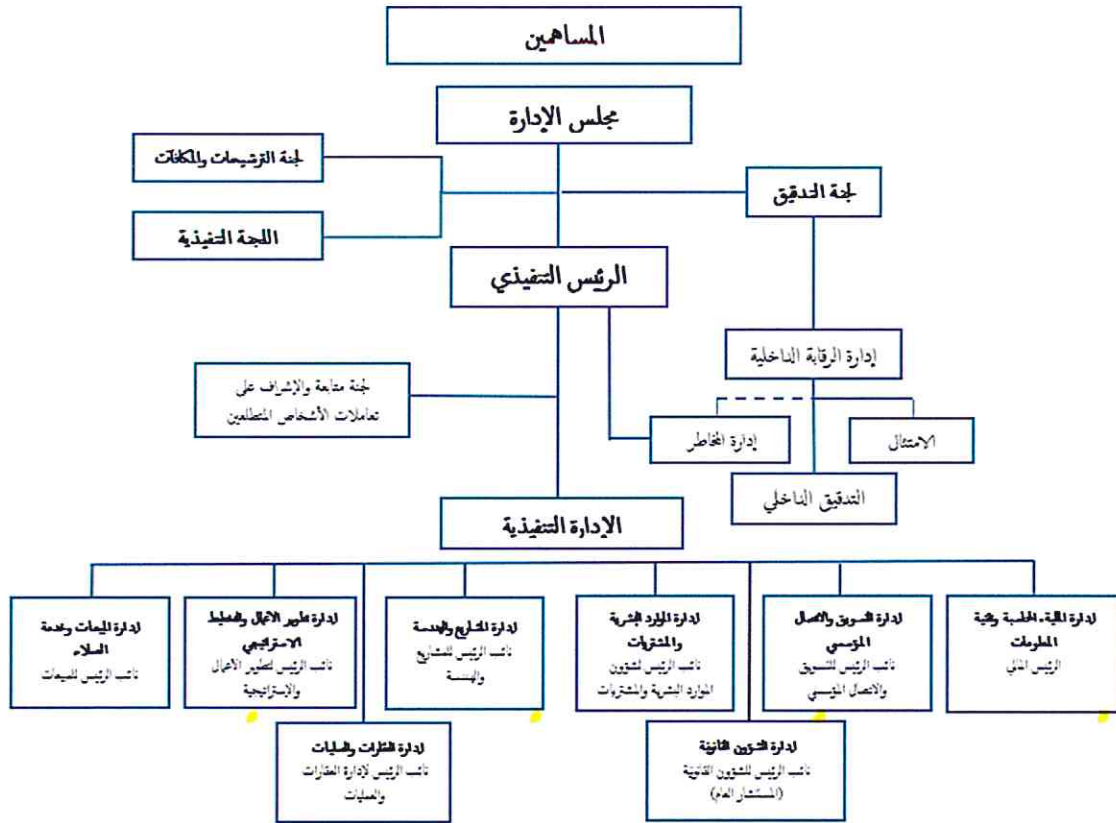 المساهمين
مجلس الإدارة
لجنة الترشيحات والمكافآت
لجنة التدقيق
اللجنة التنفيذية
الرئس التنفيذي
إدارة الرقابة الداخلية
لجنة متابعة والإشراف على
تعاملات الأشخاص المتطلعين
إدارة المخاطر
الامتثال
التدقيق الداخلي
الإدارة التنفيذية
إدارة المالية، المحاسبة وتقنية
المعلومات
الرئيس المالي
إدارة التسويق والاتصال
المؤسسي
نائب الرئيس للتسويق
والاتصال المؤسسي
إدارة الموارد البشرية
والمشتريات
نائب الرئيس لشؤون
الموارد البشرية والمشتريات
إدارة المشاريع والهندسة
نائب الرئيس للمشاريع
والهندسة
إدارة تطوير الأعمال والتخطيط
الاستراتيجي
نائب الرئيس لتطوير الأعمال
والإستراتيجية
إدارة المبيعات وخدمة
العملاء
نائب الرئيس للمبيعات
إدارة الشؤون القانونية
نائب الرئيس للشؤون القانونية
(المستشار العام)
إدارة العقارات والعمليات
نائب الرئيس لإدارة العقارات
والعمليات